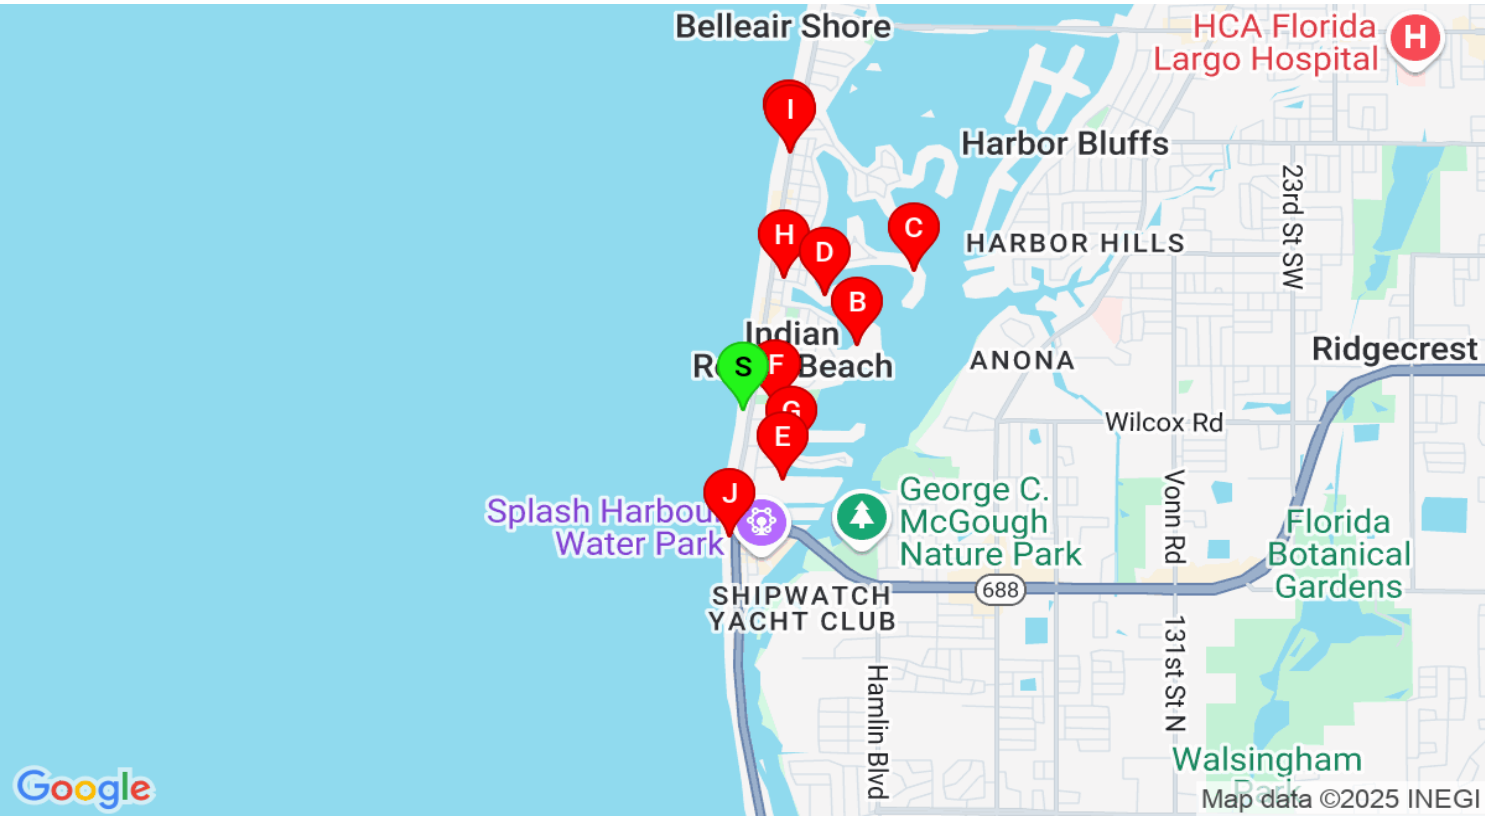 Belleair Shore
HCA Florida
Largo Hospital
H
I
Harbor Bluffs
23rd St SW
C
H
D
HARBOR HILLS
B
Indian
Beach
S
F
ANONA
Ridgecrest
G
Wilcox Rd
E
J
Vonn Rd
George C.
McGough
Nature Park
Splash Harbour
Water Park
Florida
Botanical
Gardens
688
SHIPWATCH
YACHT CLUB
131st St N
Hamlin Blvd
Walsingham
Park
Google
Map data ©2025 INEGI